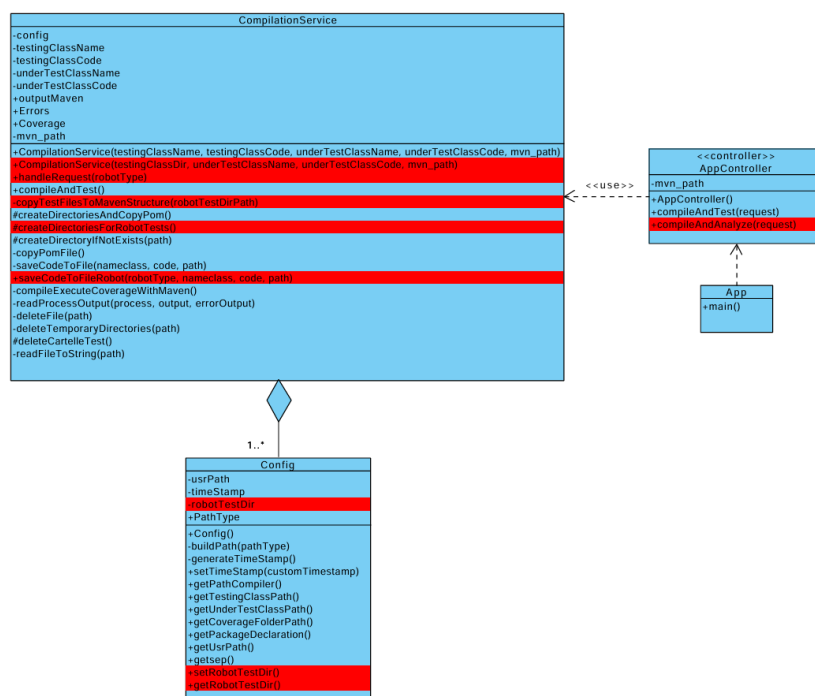 CompilationService
-config
-testingClassName
-testingClassCode
-underTestClassName
-underTestClassCode
+outputMaven
+Errors
+Coverage
-mvn_path
+CompilationService(testingClassName, testingClassCode, underTestClassName, underTestClassCode, mvn_path)
+CompilationService(testingClassDir, underTestClassName, underTestClassCode, mvn_path)
+handleRequest(robotType)
+compileAndTest()
-copyTestFilesToMavenStructure(robotTestDirPath)
#createDirectoriesAndCopyPom()
#createDirectoriesForRobotTests()
#createDirectoryIfNotExists(path)
-copyPomFile()
-saveCodeToFile(nameclass, code, path)
+saveCodeToFileRobot(robotType, nameclass, code, path)
-compileExecuteCoverageWithMaven()
-readProcessOutput(process, output, errorOutput)
-deleteFile(path)
-deleteTemporaryDirectories(path)
#deleteCartelleTest()
-readFileToString(path)
<<use>>
<<controller>>
AppController
-mvn_path
+AppController()
+compileAndTest(request)
+compileAndAnalyze(request)
App
+main()
1..*
Config
-usrPath
-timeStamp
-robotTestDir
+PathType
+Config()
-buildPath(pathType)
-generateTimeStamp()
+setTimeStamp(customTimestamp)
+getPathCompiler()
+getTestingClassPath()
+getUnderTestClassPath()
+getCoverageFolderPath()
+getPackageDeclaration()
+getUsrPath()
+getsep()
+setRobotTestDir()
+getRobotTestDir()